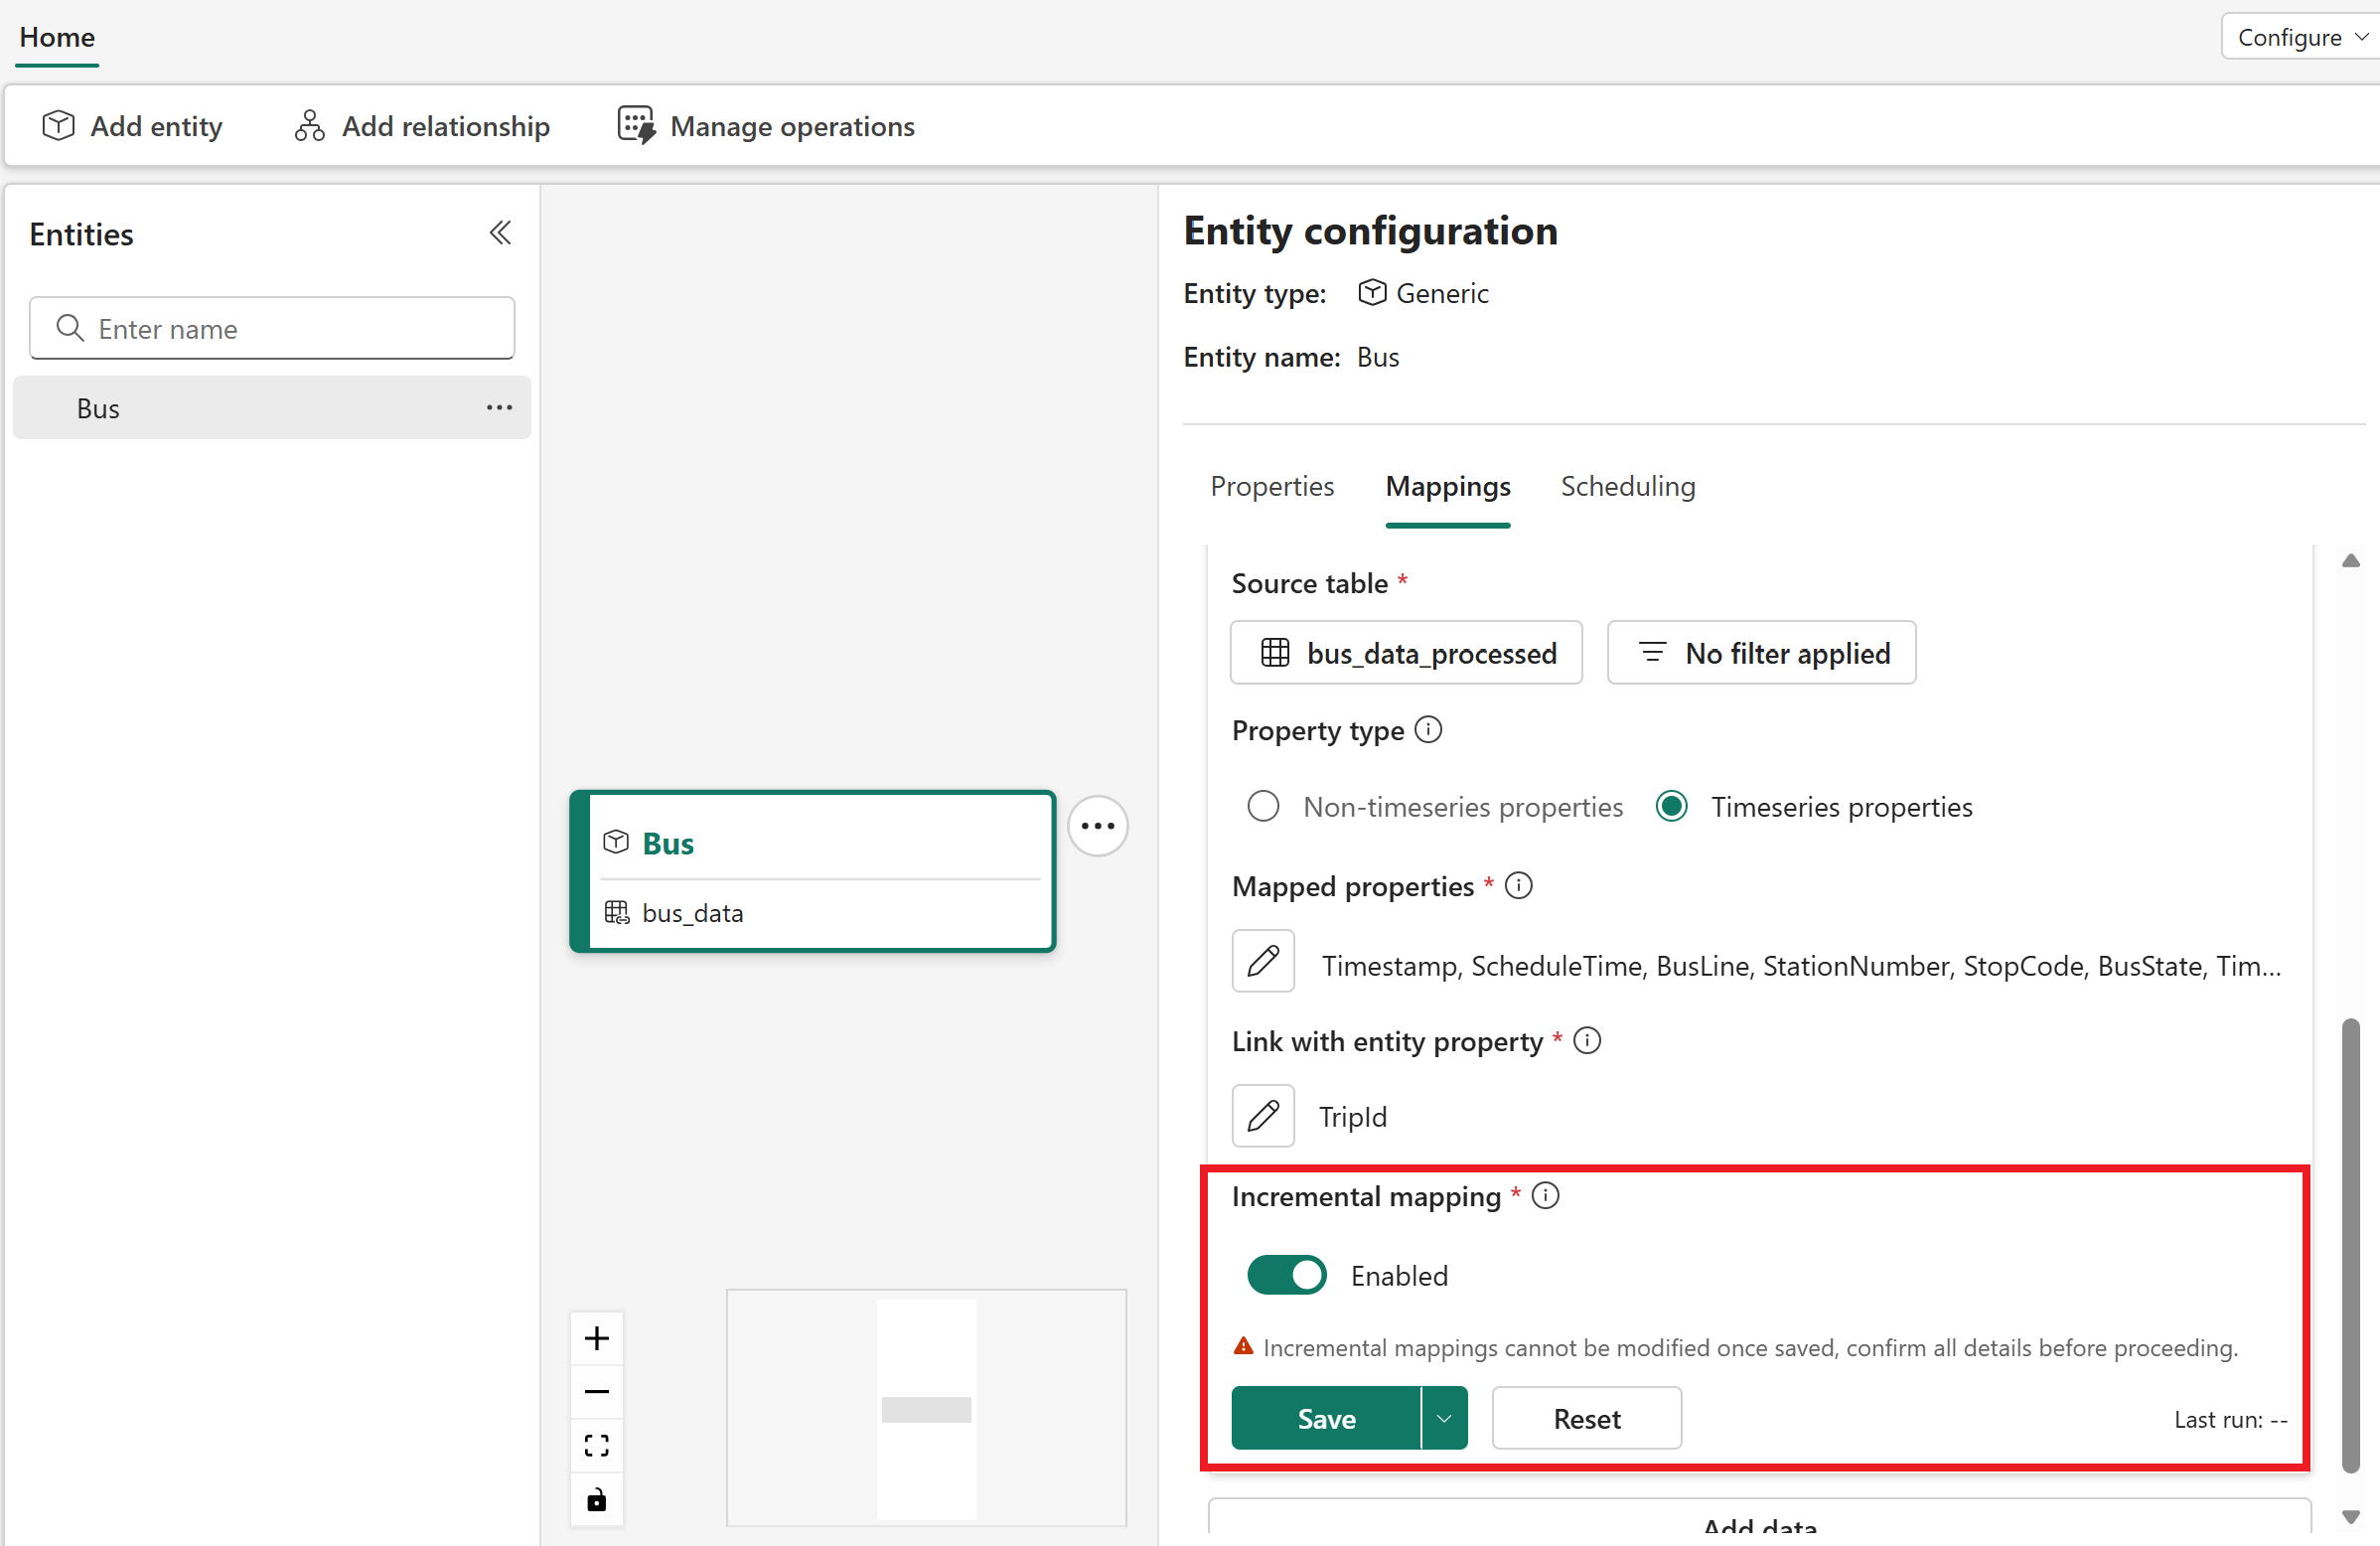 Home
Configure
Add entity
Add relationship
Manage operations
Entities
Enter name
Bus
Bus
bus_data
Entity configuration
Entity type: Generic
Entity name: Bus
Properties Mappings Scheduling
Source table *
bus_data_processed No filter applied
Property type
Non-timeseries properties Timeseries properties
Mapped properties *
Timestamp, ScheduleTime, BusLine, StationNumber, StopCode, BusState, Tim...
Link with entity property *
TripId
Incremental mapping *
Enabled
Incremental mappings cannot be modified once saved, confirm all details before proceeding.
Save Reset Last run: --
Add data